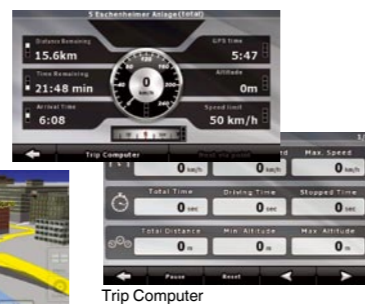 5 Eschenheimer Anlage(Total)
Distance Remaining
GPS Time
15.6km
5:47
Time Remaining
Altitude
21:48 min
0m
Arrival Time
Speed limit
6:08
50 km/h
0
km/h
Trip Computer
1/
Max. Speed
0 km/h
0 km/h
0 km/h
Total Time
Driving Time
Stopped Time
0 sec
0 sec
0 sec
Total Distance
Min. Altitude
Max. Altitude
0 m
0 m
0 m
Pause
Reset
Trip Computer